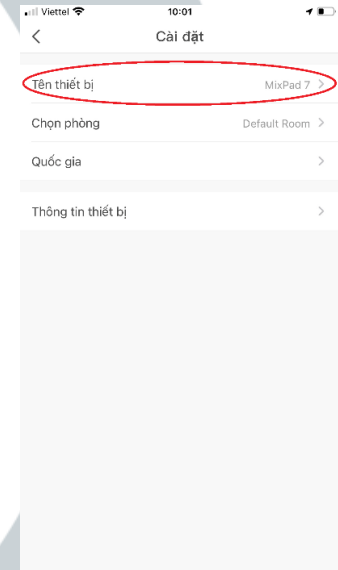 Viettel 10:01
Cài đặt
Tên thiết bị MixPad 7
Chọn phòng Default Room
Quốc gia
Thông tin thiết bị